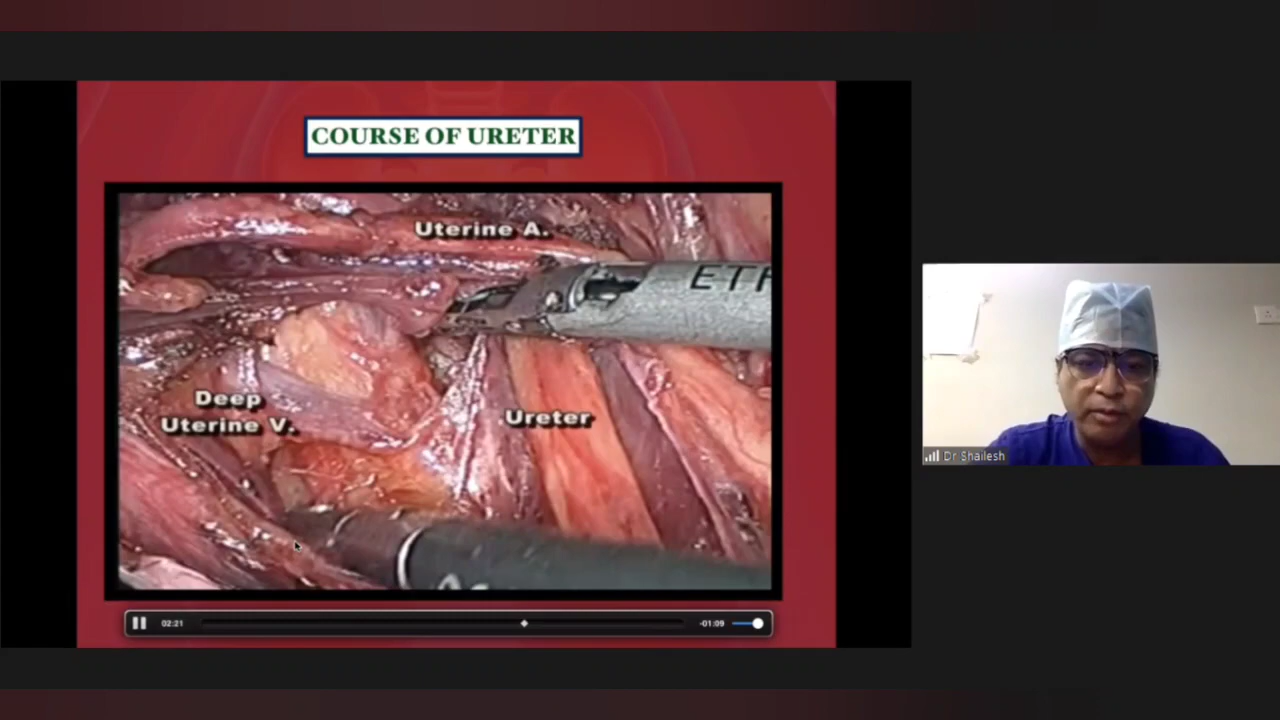 COURSE OF URETER
Uterine A.
ETH
Deep
Uterine V.
Ureter
02:21
-01:09
Dr Shailesh